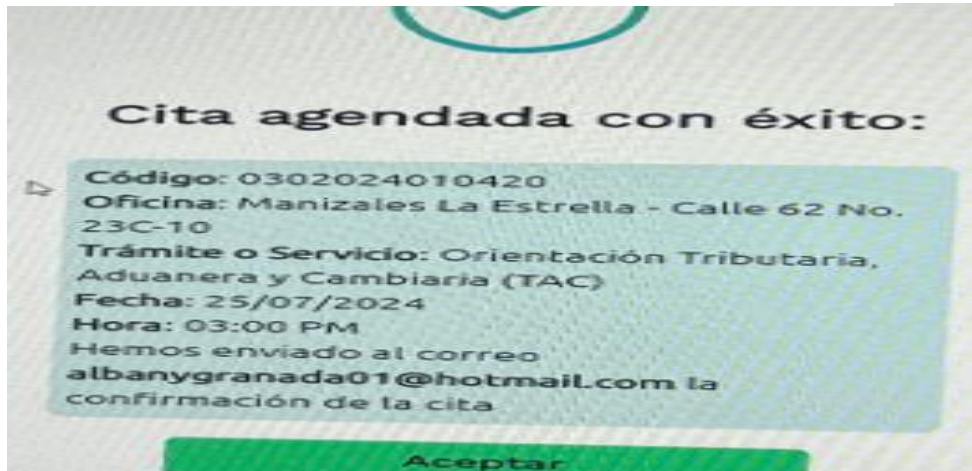 Cita agendada con éxito:
Código: 0302024010420
Oficina: Manizales La Estrella - Calle 62 No.
23C-10
Trámite o Servicio: Orientación Tributaria,
Aduanera y Cambiaria (TAC)
Fecha: 25/07/2024
Hora: 03:00 PM
Hemos enviado al correo
albanygranada01@hotmail.com la
confirmación de la cita
Aceptar